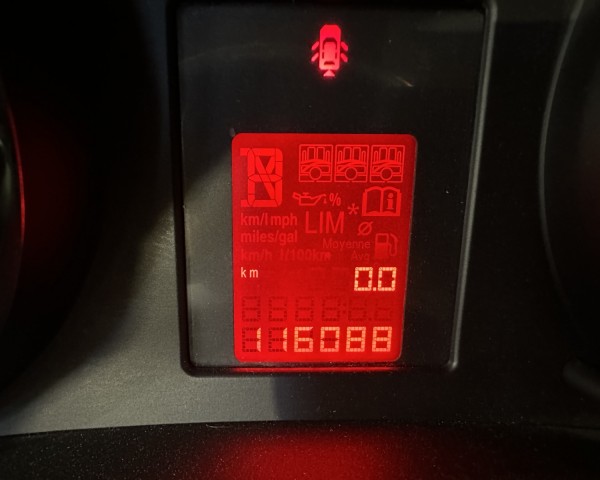 %
km/l mph LIM * ø
miles/gal Moyenne
km/h l/100km Avg
km 0.0
116088